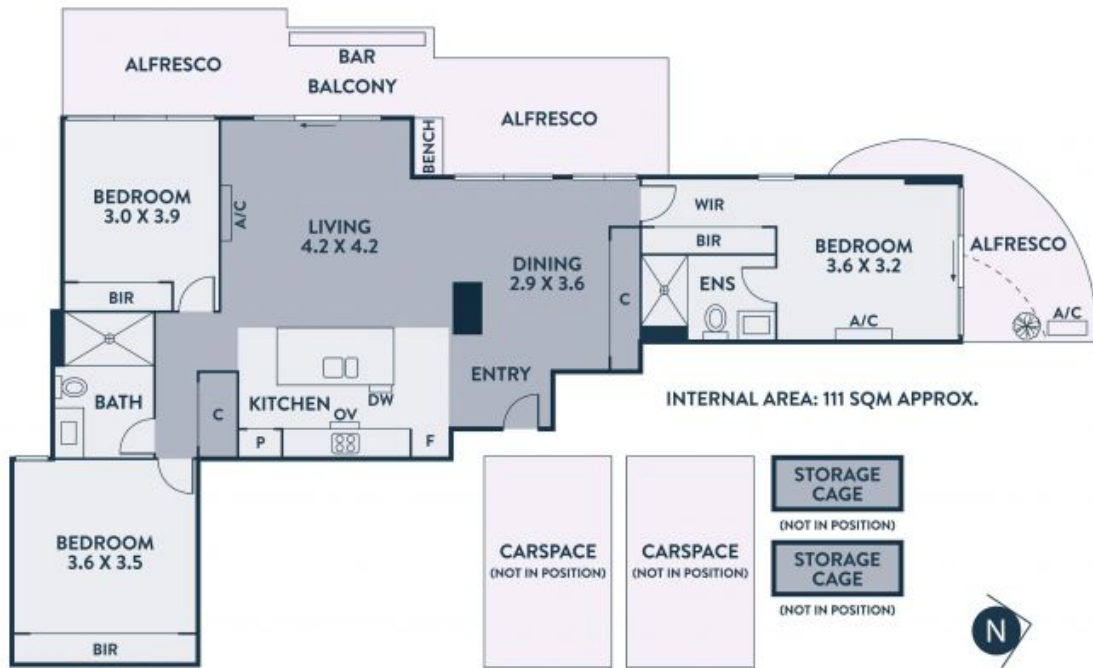 ALFRESCO
BAR
BALCONY
ALFRESCO
BENCH
BEDROOM
3.0 X 3.9
A/C
LIVING
4.2 X 4.2
BIR
DINING
2.9 X 3.6
C
WIR
BIR
ENS
BEDROOM
3.6 X 3.2
A/C
ALFRESCO
A/C
BATH
C
KITCHEN
DW
OV
P
F
ENTRY
INTERNAL AREA: 111 SQM APPROX.
BEDROOM
3.6 X 3.5
BIR
CARSPACE
(NOT IN POSITION)
CARSPACE
(NOT IN POSITION)
STORAGE
CAGE
(NOT IN POSITION)
STORAGE
CAGE
(NOT IN POSITION)
N